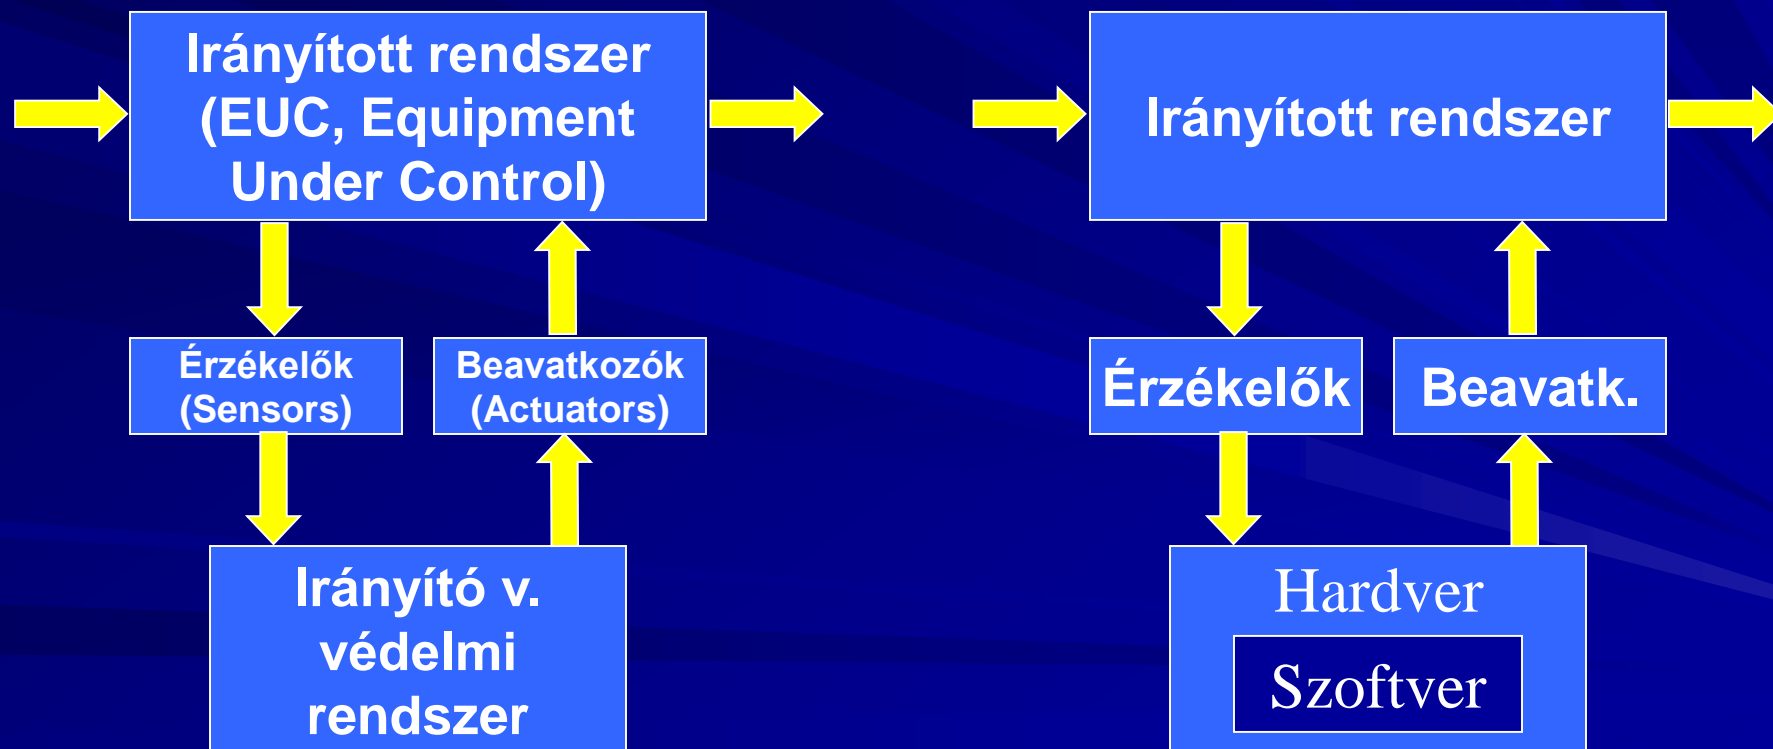 Irányított rendszer
(EUC, Equipment
Under Control)
Irányított rendszer
Érzékelők
(Sensors)
Beavatkozók
(Actuators)
Érzékelők
Beavatk.
Irányító v.
védelmi
rendszer
Hardver
Szoftver